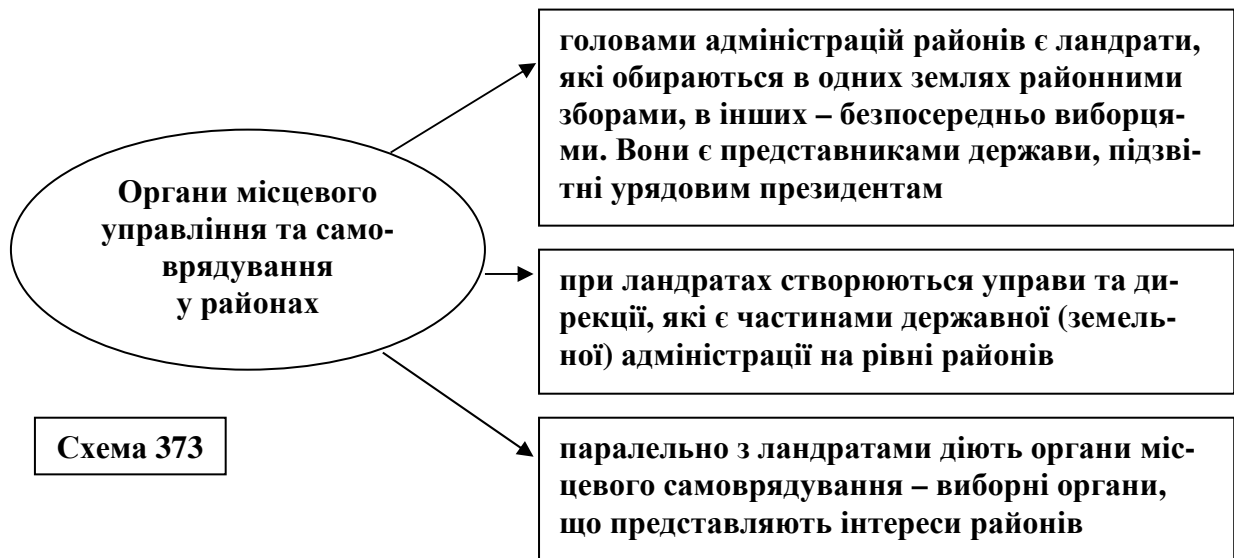 Органи місцевого
управління та само-
врядування
у районах
головами адміністрацій районів є ландрати,
які обираються в одних землях районними
зборами, в інших – безпосередньо виборця-
ми. Вони є представниками держави, підзві-
тні урядовим президентам
при ландратах створюються управи та ди-
рекції, які є частинами державної (земель-
ної) адміністрації на рівні районів
паралельно з ландратами діють органи міс-
цевого самоврядування – виборні органи,
що представляють інтереси районів
Схема 373